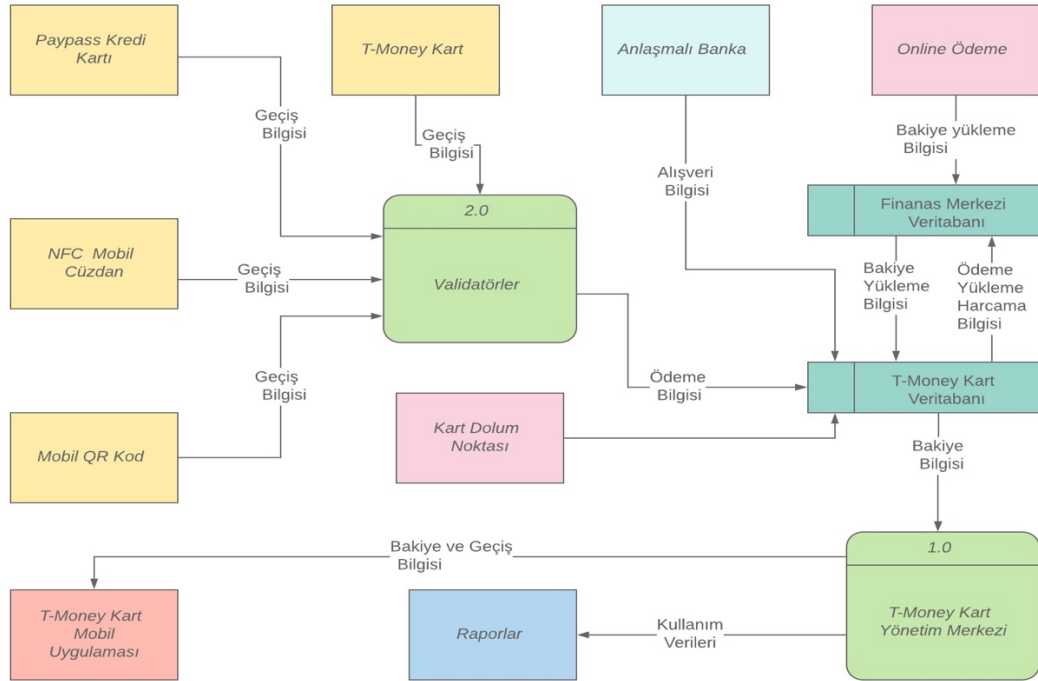 Paypass Kredi
Kartı
T-Money Kart
Anlaşmalı Banka
Online Ödeme
Geçiş
Bilgisi
Geçiş
Bilgisi
Alışveri
Bilgisi
Bakiye yükleme
Bilgisi
2.0
Validatörler
Finanas Merkezi
Veritabanı
NFC Mobil
Cüzdan
Geçiş
Bilgisi
Bakiye
Yükleme
Bilgisi
Ödeme
Yükleme
Harcama
Bilgisi
Geçiş
Bilgisi
Ödeme
Bilgisi
T-Money Kart
Veritabanı
Mobil QR Kod
Kart Dolum
Noktası
Bakiye
Bilgisi
Bakiye ve Geçiş
Bilgisi
1.0
T-Money Kart
Yönetim Merkezi
T-Money Kart
Mobil
Uygulaması
Raporlar
Kullanım
Verileri